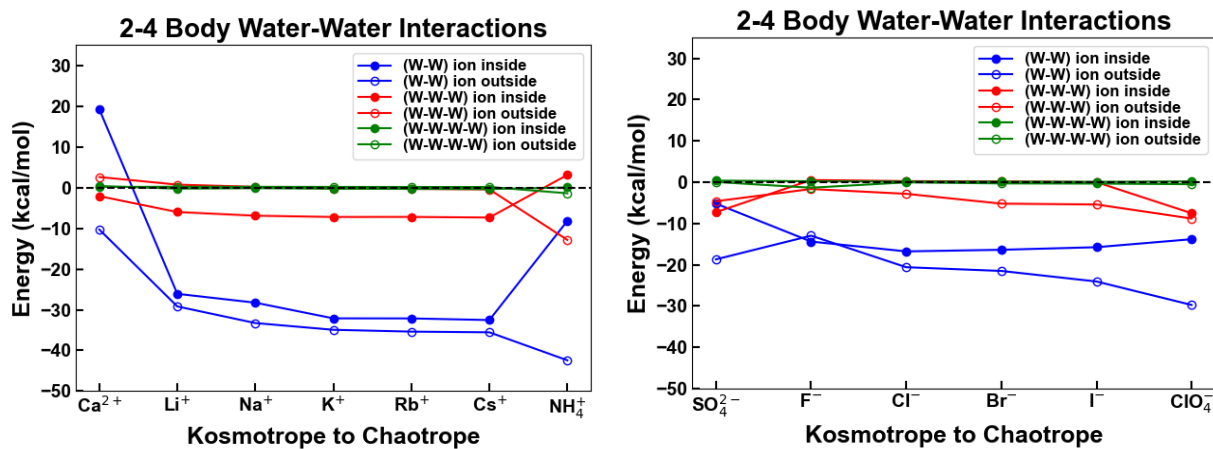 2-4 Body Water-Water Interactions
Energy (kcal/mol)
30
20
10
0
−10
−20
−30
−40
−50
(W-W) ion inside
(W-W) ion outside
(W-W-W) ion inside
(W-W-W) ion outside
(W-W-W-W) ion inside
(W-W-W-W) ion outside
Ca²⁺ Li⁺ Na⁺ K⁺ Rb⁺ Cs⁺ NH₄⁺
Kosmotrope to Chaotrope
2-4 Body Water-Water Interactions
Energy (kcal/mol)
30
20
10
0
−10
−20
−30
−40
−50
(W-W) ion inside
(W-W) ion outside
(W-W-W) ion inside
(W-W-W) ion outside
(W-W-W-W) ion inside
(W-W-W-W) ion outside
SO₄²⁻ F⁻ Cl⁻ Br⁻ I⁻ ClO₄⁻
Kosmotrope to Chaotrope